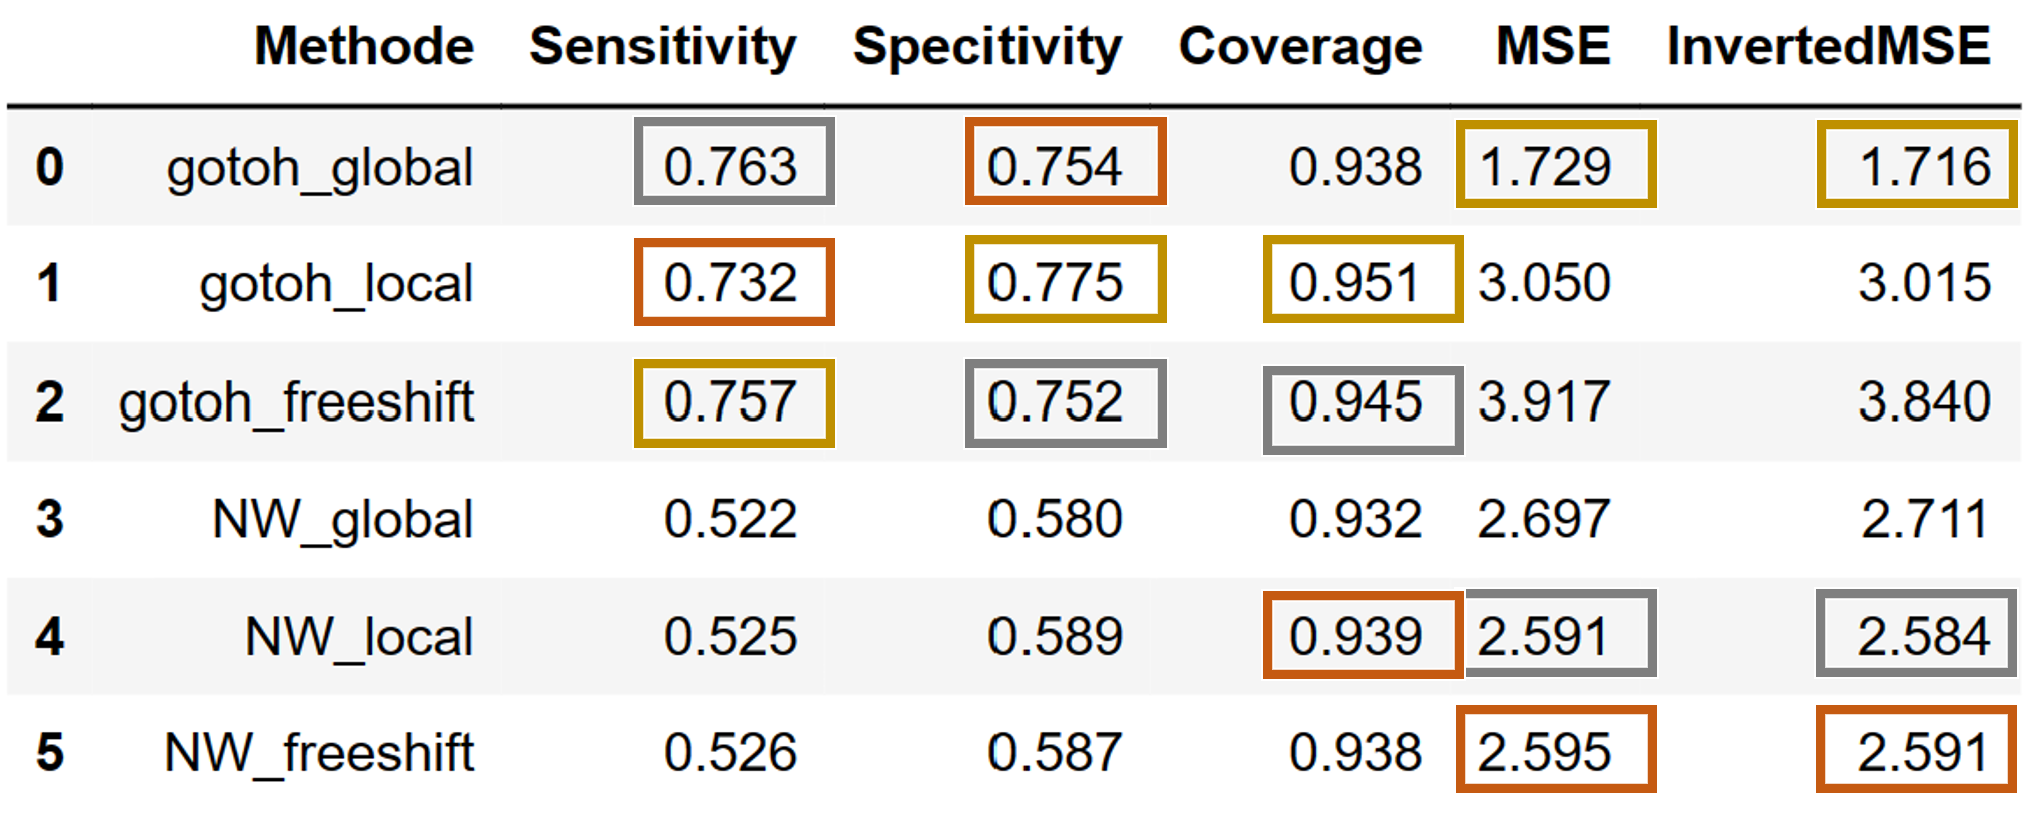 Methode Sensitivity Specitivity Coverage MSE InvertedMSE
0 gotoh_global 0.763 0.754 0.938 1.729 1.716
1 gotoh_local 0.732 0.775 0.951 3.050 3.015
2 gotoh_freeshift 0.757 0.752 0.945 3.917 3.840
3 NW_global 0.522 0.580 0.932 2.697 2.711
4 NW_local 0.525 0.589 0.939 2.591 2.584
5 NW_freeshift 0.526 0.587 0.938 2.595 2.591